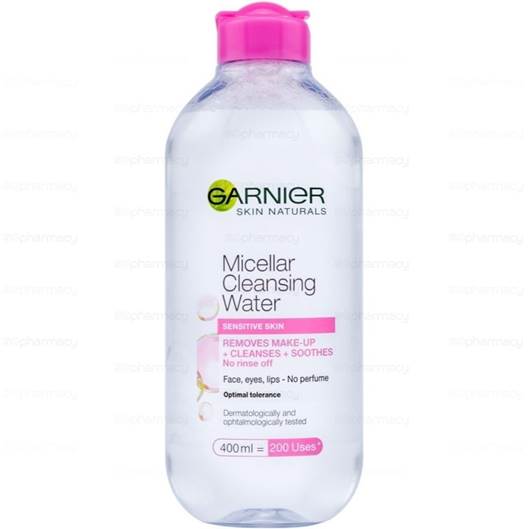 GARNIER
SKIN NATURALS
Micellar
Cleansing
Water
SENSITIVE SKIN
REMOVES MAKE-UP
+ CLEANSES + SOOTHES
No rinse off
Face, eyes, lips - No perfume
Optimal tolerance
Dermatologically and
ophtalmologically tested
400ml = 200 Uses*